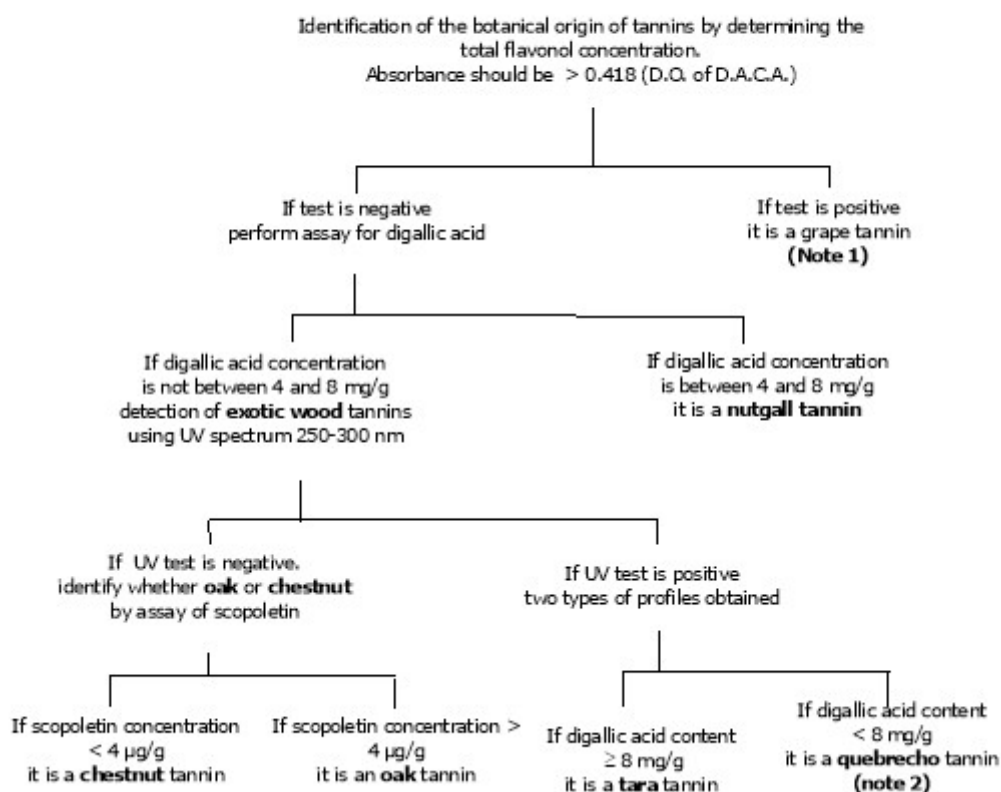 Identification of the botanical origin of tannins by determining the
total flavonol concentration.
Absorbance should be > 0.418 (D.O. of D.A.C.A.)
If test is negative
perform assay for digallic acid
If test is positive
it is a grape tannin
(Note 1)
If digallic acid concentration
is not between 4 and 8 mg/g
detection of exotic wood tannins
using UV spectrum 250-300 nm
If digallic acid concentration
is between 4 and 8 mg/g
it is a nutgall tannin
If UV test is negative.
identify whether oak or chestnut
by assay of scopoletin
If UV test is positive
two types of profiles obtained
If scopoletin concentration
< 4 µg/g
it is a chestnut tannin
If scopoletin concentration >
4 µg/g
it is an oak tannin
If digallic acid content
≥ 8 mg/g
it is a tara tannin
If digallic acid content
< 8 mg/g
it is a quebrecho tannin
(note 2)